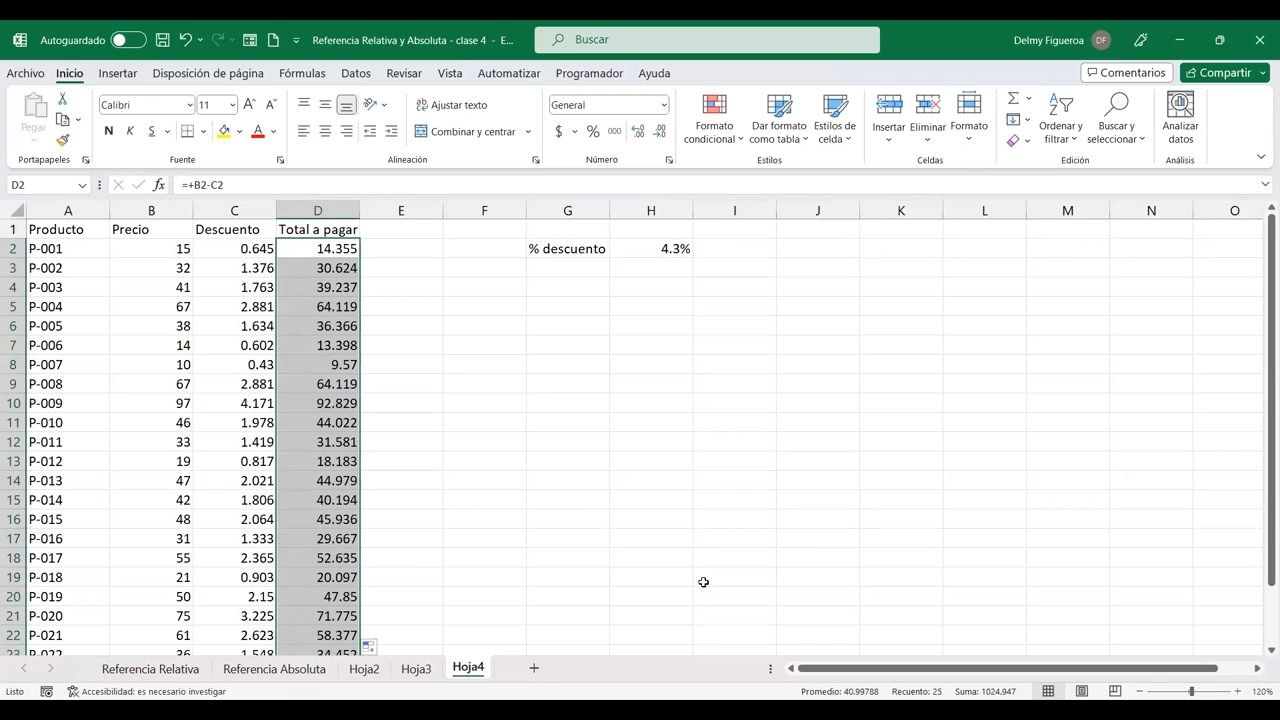 Autoguardado
Referencia Relativa y Absoluta - clase 4 - E...
Buscar
Delmy Figueroa DF
Archivo Inicio Insertar Disposición de página Fórmulas Datos Revisar Vista Automatizar Programador Ayuda
Comentarios Compartir
Pegar
Calibri 11
N K S
Ajustar texto
Combinar y centrar
General
$ % 000
Formato condicional
Dar formato como tabla
Estilos de celda
Insertar
Eliminar
Formato
Ordenar y filtrar
Buscar y seleccionar
Analizar datos
Portapapeles Fuente Alineación Número Estilos Celdas Edición Análisis
D2 fx =+B2-C2
A B C D E F G H I J K L M N O
1 Producto Precio Descuento Total a pagar
2 P-001 15 0.645 14.355 % descuento 4.3%
3 P-002 32 1.376 30.624
4 P-003 41 1.763 39.237
5 P-004 67 2.881 64.119
6 P-005 38 1.634 36.366
7 P-006 14 0.602 13.398
8 P-007 10 0.43 9.57
9 P-008 67 2.881 64.119
10 P-009 97 4.171 92.829
11 P-010 46 1.978 44.022
12 P-011 33 1.419 31.581
13 P-012 19 0.817 18.183
14 P-013 47 2.021 44.979
15 P-014 42 1.806 40.194
16 P-015 48 2.064 45.936
17 P-016 31 1.333 29.667
18 P-017 55 2.365 52.635
19 P-018 21 0.903 20.097
20 P-019 50 2.15 47.85
21 P-020 75 3.225 71.775
22 P-021 61 2.623 58.377
23 P-022 36 1.548 34.452
Referencia Relativa Referencia Absoluta Hoja2 Hoja3 Hoja4
Listo Accesibilidad: es necesario investigar Promedio: 40.99788 Recuento: 25 Suma: 1024.947 120%